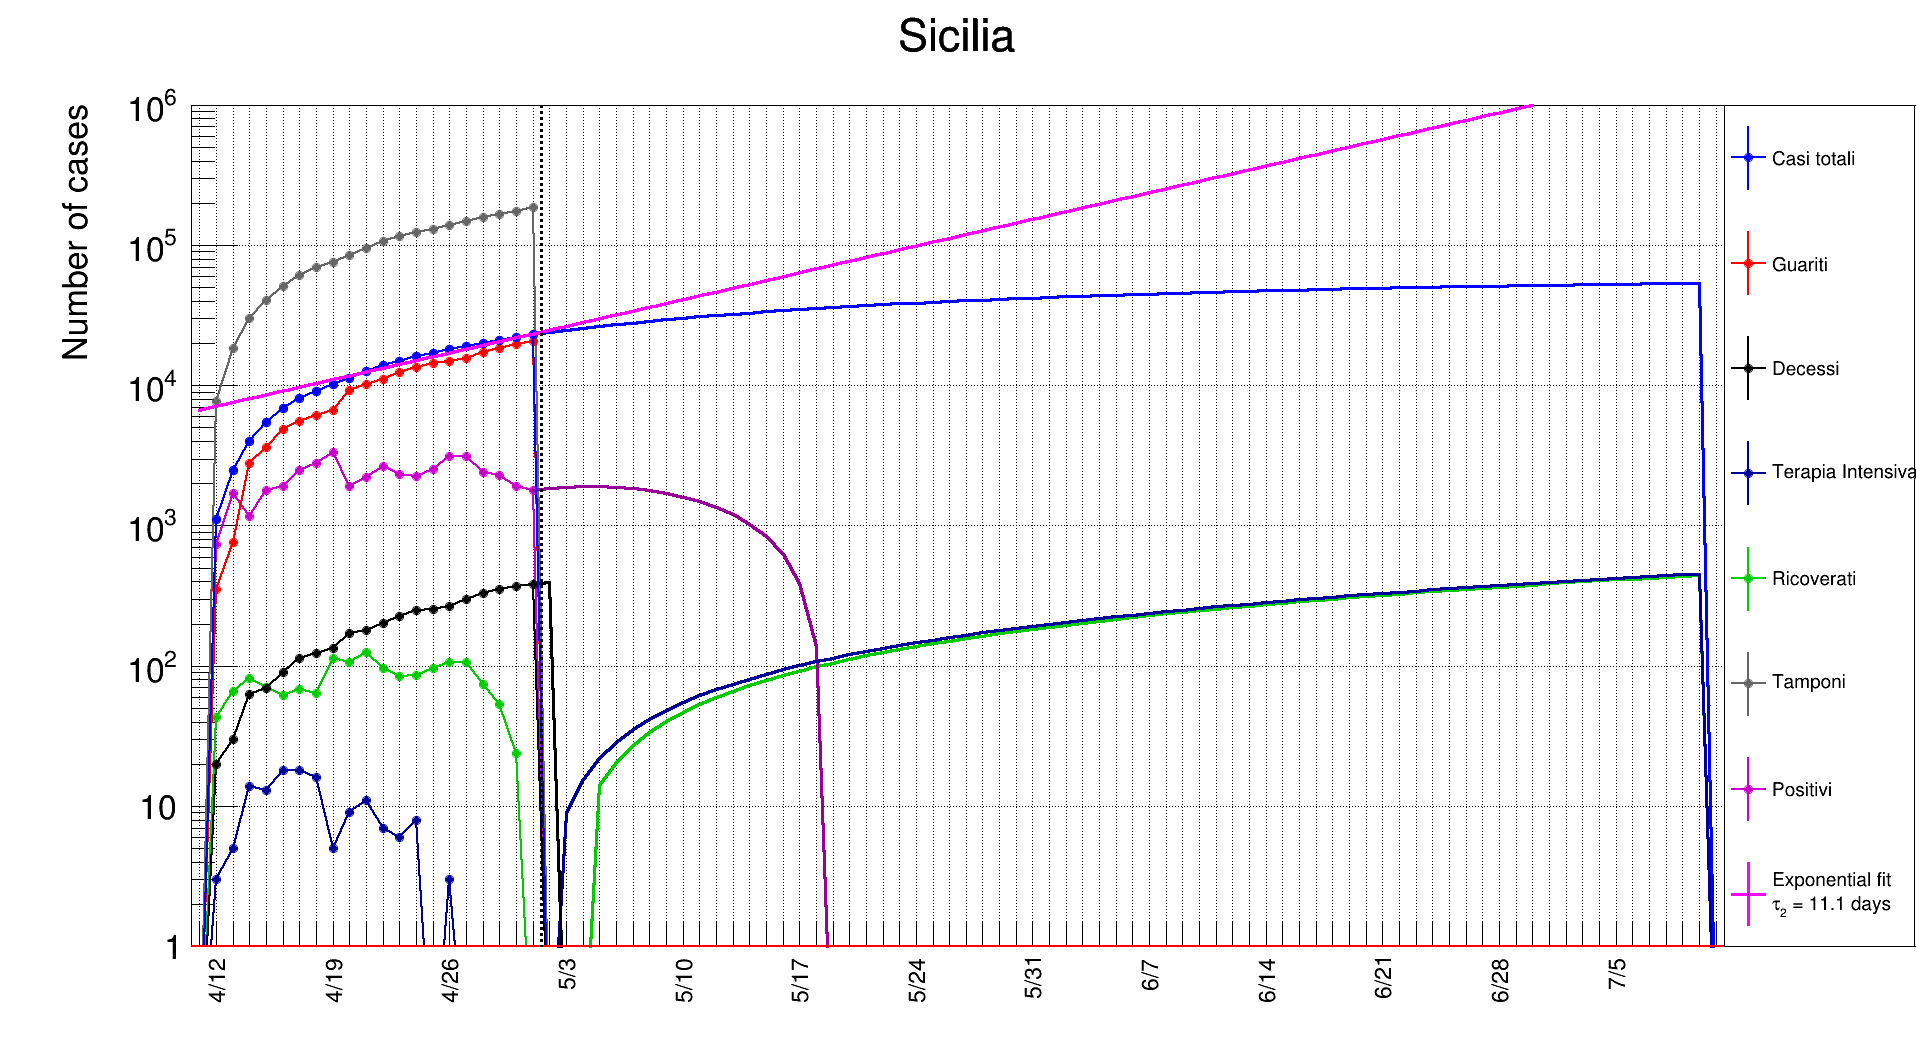 Sicilia
Number of cases
10^6
10^5
10^4
10^3
10^2
10
1
4/12
4/19
4/26
5/3
5/10
5/17
5/24
5/31
6/7
6/14
6/21
6/28
7/5
Casi totali
Guariti
Decessi
Terapia Intensiva
Ricoverati
Tamponi
Positivi
Exponential fit
τ_2 = 11.1 days